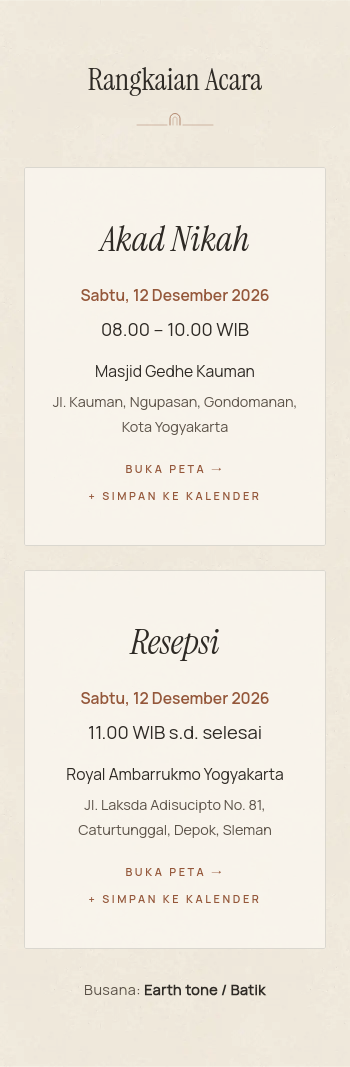 Rangkaian Acara
Akad Nikah
Sabtu, 12 Desember 2026
08.00 – 10.00 WIB
Masjid Gedhe Kauman
Jl. Kauman, Ngupasan, Gondomanan,
Kota Yogyakarta
BUKA PETA →
+ SIMPAN KE KALENDER
Resepsi
Sabtu, 12 Desember 2026
11.00 WIB s.d. selesai
Royal Ambarrukmo Yogyakarta
Jl. Laksda Adisucipto No. 81,
Caturtunggal, Depok, Sleman
BUKA PETA →
+ SIMPAN KE KALENDER
Busana: Earth tone / Batik